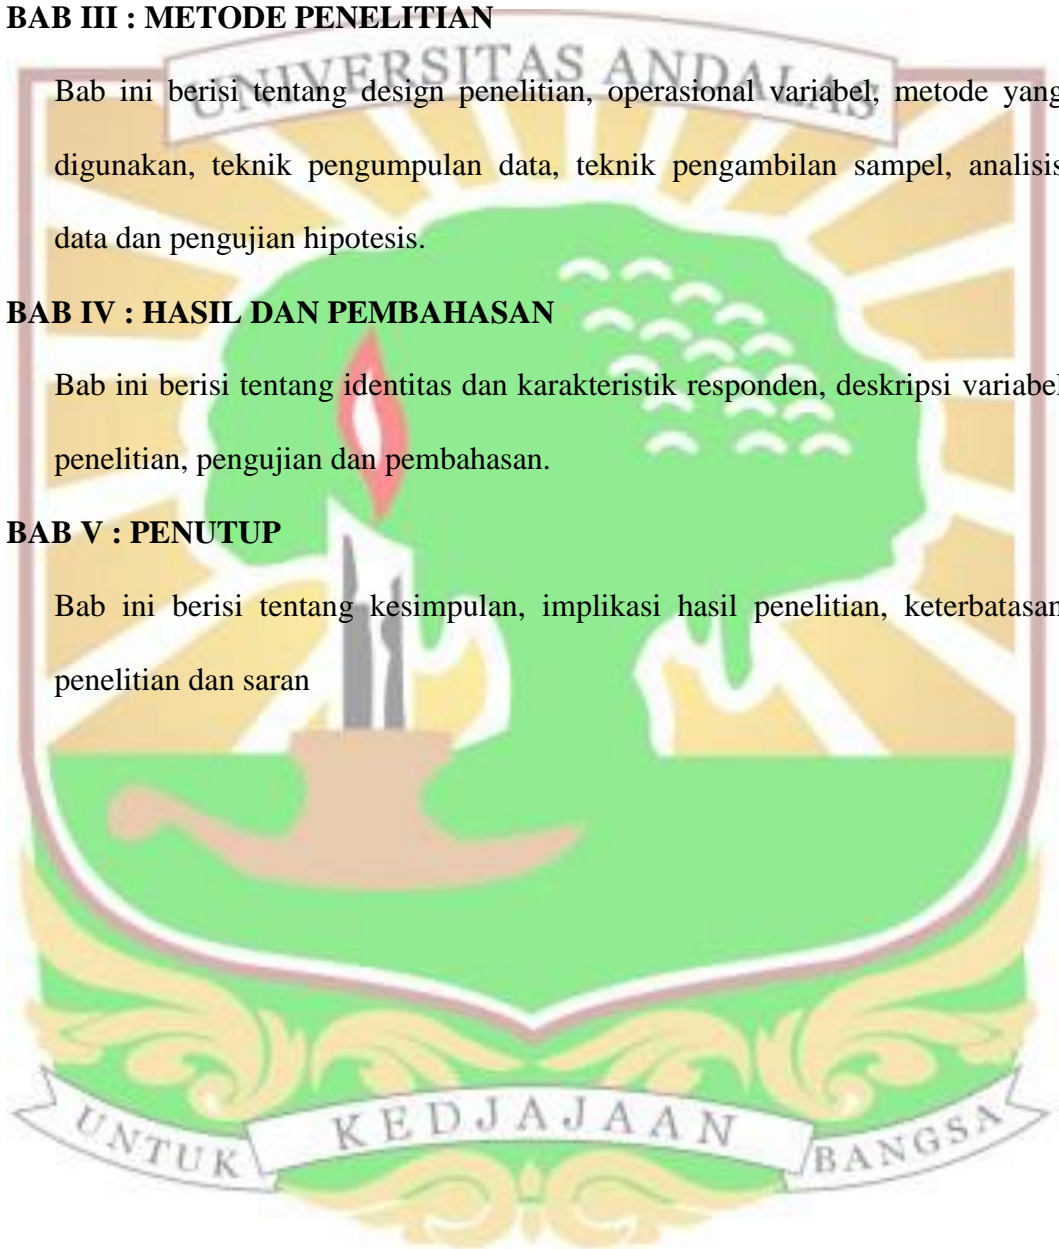 BAB III : METODE PENELITIAN
UNIVERSITAS ANDALAS
Bab ini berisi tentang design penelitian, operasional variabel, metode yang
digunakan, teknik pengumpulan data, teknik pengambilan sampel, analisis
data dan pengujian hipotesis.
BAB IV : HASIL DAN PEMBAHASAN
Bab ini berisi tentang identitas dan karakteristik responden, deskripsi variabel
penelitian, pengujian dan pembahasan.
BAB V : PENUTUP
Bab ini berisi tentang kesimpulan, implikasi hasil penelitian, keterbatasan
penelitian dan saran
UNTUK KEDJAJAAN BANGSA